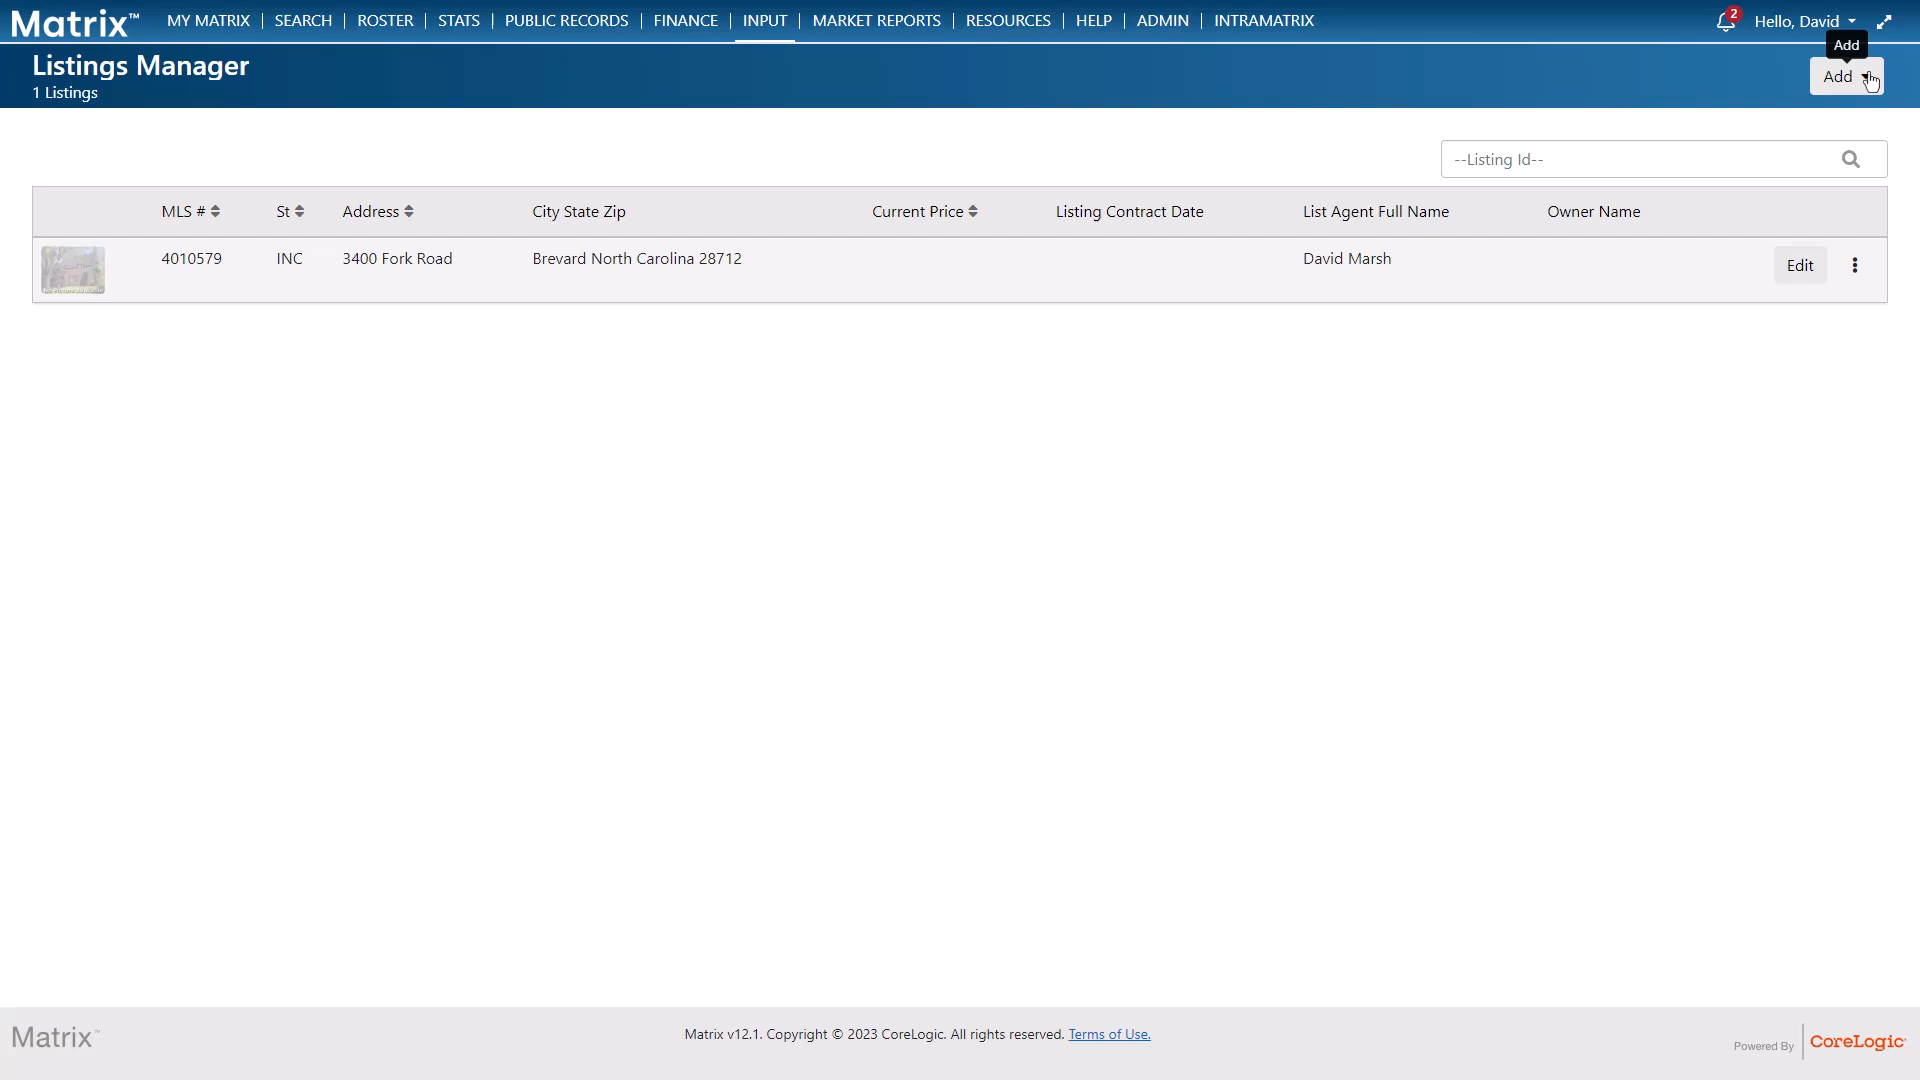 Matrix™ MY MATRIX SEARCH ROSTER STATS PUBLIC RECORDS FINANCE INPUT MARKET REPORTS RESOURCES HELP ADMIN INTRAMATRIX 2 Hello, David
Add
Listings Manager
1 Listings
Add
--Listing Id--
MLS # St Address City State Zip Current Price Listing Contract Date List Agent Full Name Owner Name
4010579 INC 3400 Fork Road Brevard North Carolina 28712 David Marsh Edit
Matrix™ Matrix v12.1. Copyright © 2023 CoreLogic. All rights reserved. Terms of Use. Powered By CoreLogic